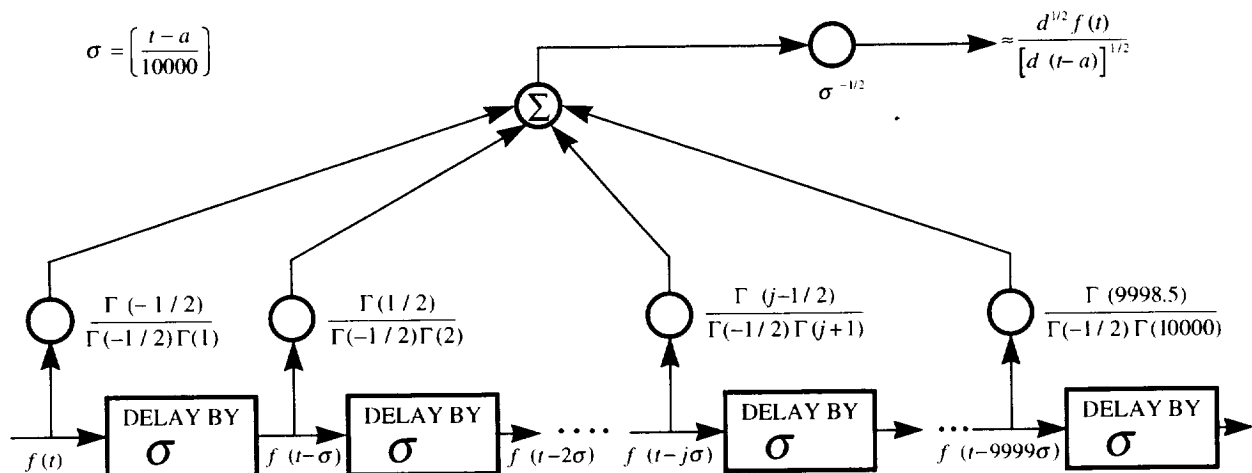 σ = (t − a / 10000)
Σ
σ −1/2
≈ d^{1/2} f(t) / [d (t−a)]^{1/2}
Γ (−1/2) / Γ(−1/2)Γ(1)
Γ (1/2) / Γ(−1/2)Γ(2)
Γ (j−1/2) / Γ(−1/2)Γ(j+1)
Γ (9998.5) / Γ(−1/2)Γ(10000)
DELAY BY
σ
DELAY BY
σ
DELAY BY
σ
DELAY BY
σ
f(t)
f (t−σ)
f (t−2σ)
f (t−jσ)
f (t−9999σ)